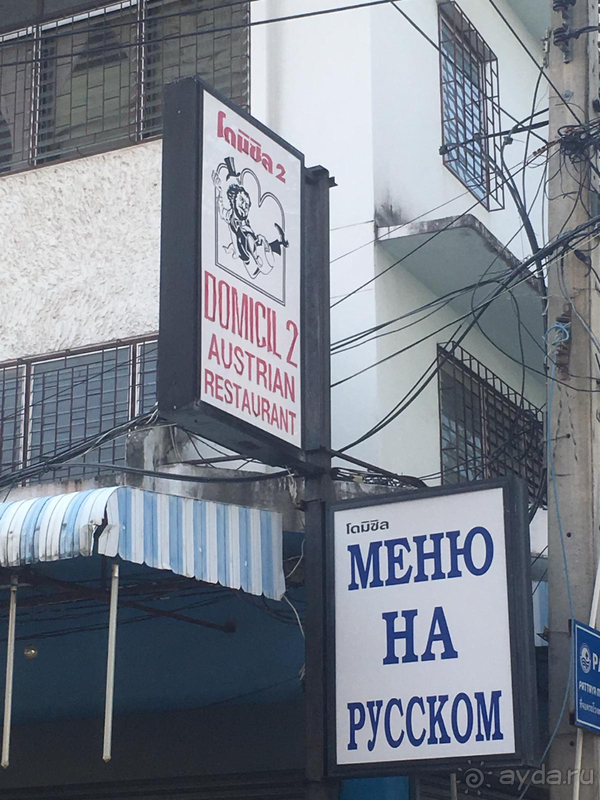 โดมิซิล 2
DOMICIL 2
AUSTRIAN
RESTAURANT
โดมิซิล
МЕНЮ
НА
РУССКОМ
PATTAYA
ayda.ru